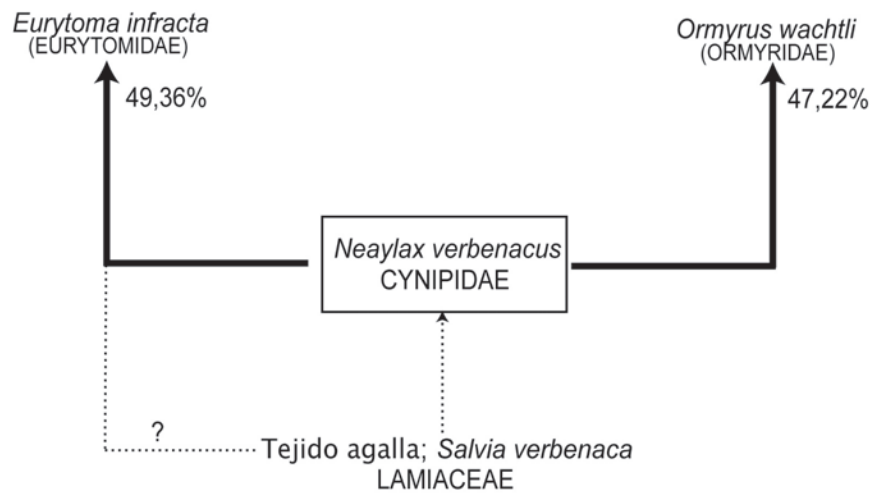 Eurytoma infracta
(EURYTOMIDAE)
49,36%
Ormyrus wachtli
(ORMYRIDAE)
47,22%
Neaylax verbenacus
CYNIPIDAE
?
Tejido agalla; Salvia verbenaca
LAMIACEAE